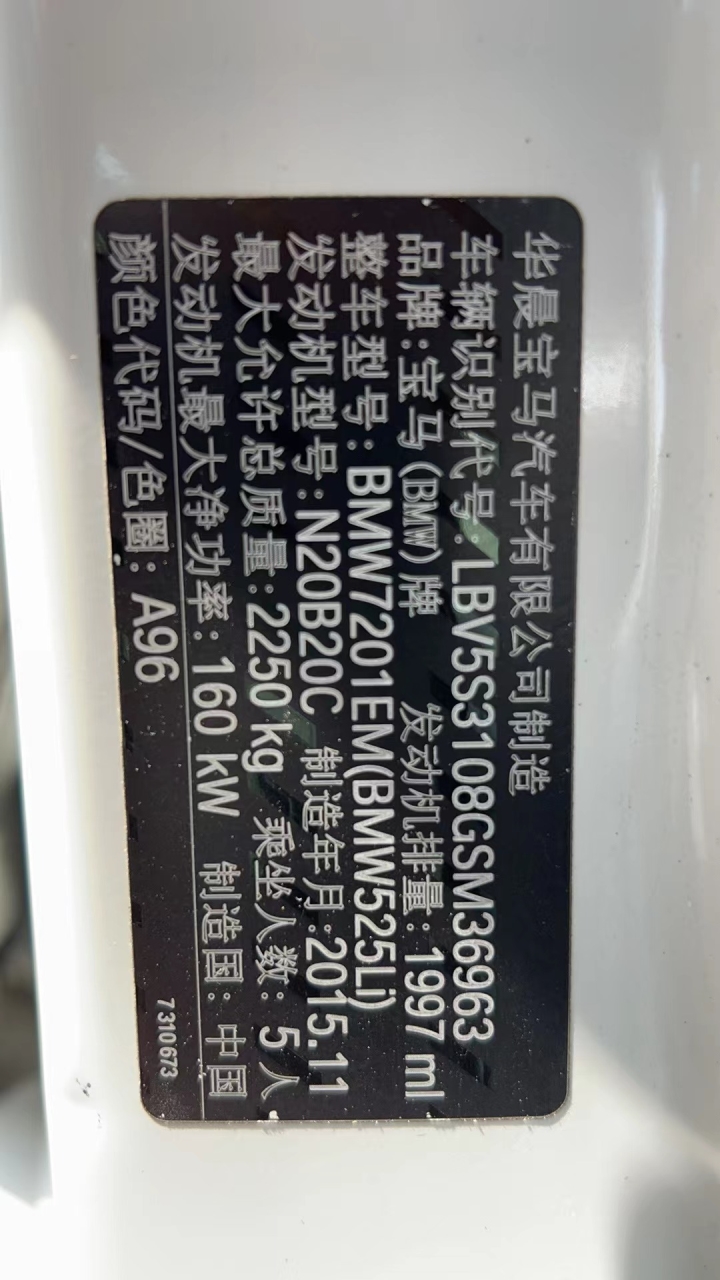 华晨宝马汽车有限公司制造
车辆识别代号: LBV5S3108GSM36963
品牌:宝马(BMW)牌 发动机排量:1997 ml
整车型号: BMW7201EM(BMW525Li)
发动机型号:N20B20C 制造年月:2015.11
最大允许总质量:2250 kg 乘坐人数: 5 人
发动机最大净功率: 160 kW 制造国: 中国
颜色代码/色圈: A96
7310673